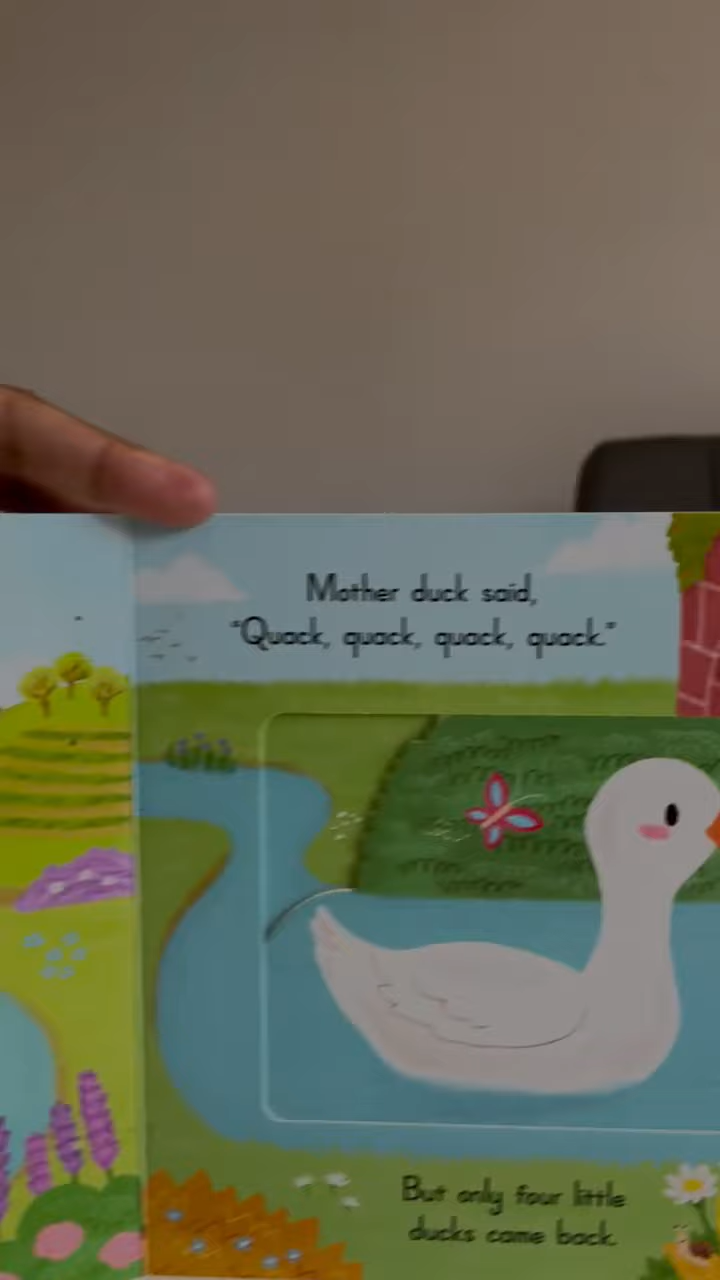 Mother duck said,
“Quack, quack, quack, quack.”
But only four little
ducks came back.